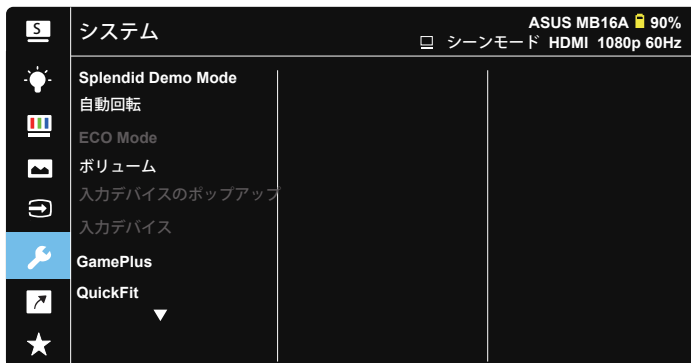 S
システム
ASUS MB16A 90%
シーンモード HDMI 1080p 60Hz
Splendid Demo Mode
自動回転
ECO Mode
ボリューム
入力デバイスのポップアップ
入力デバイス
GamePlus
QuickFit